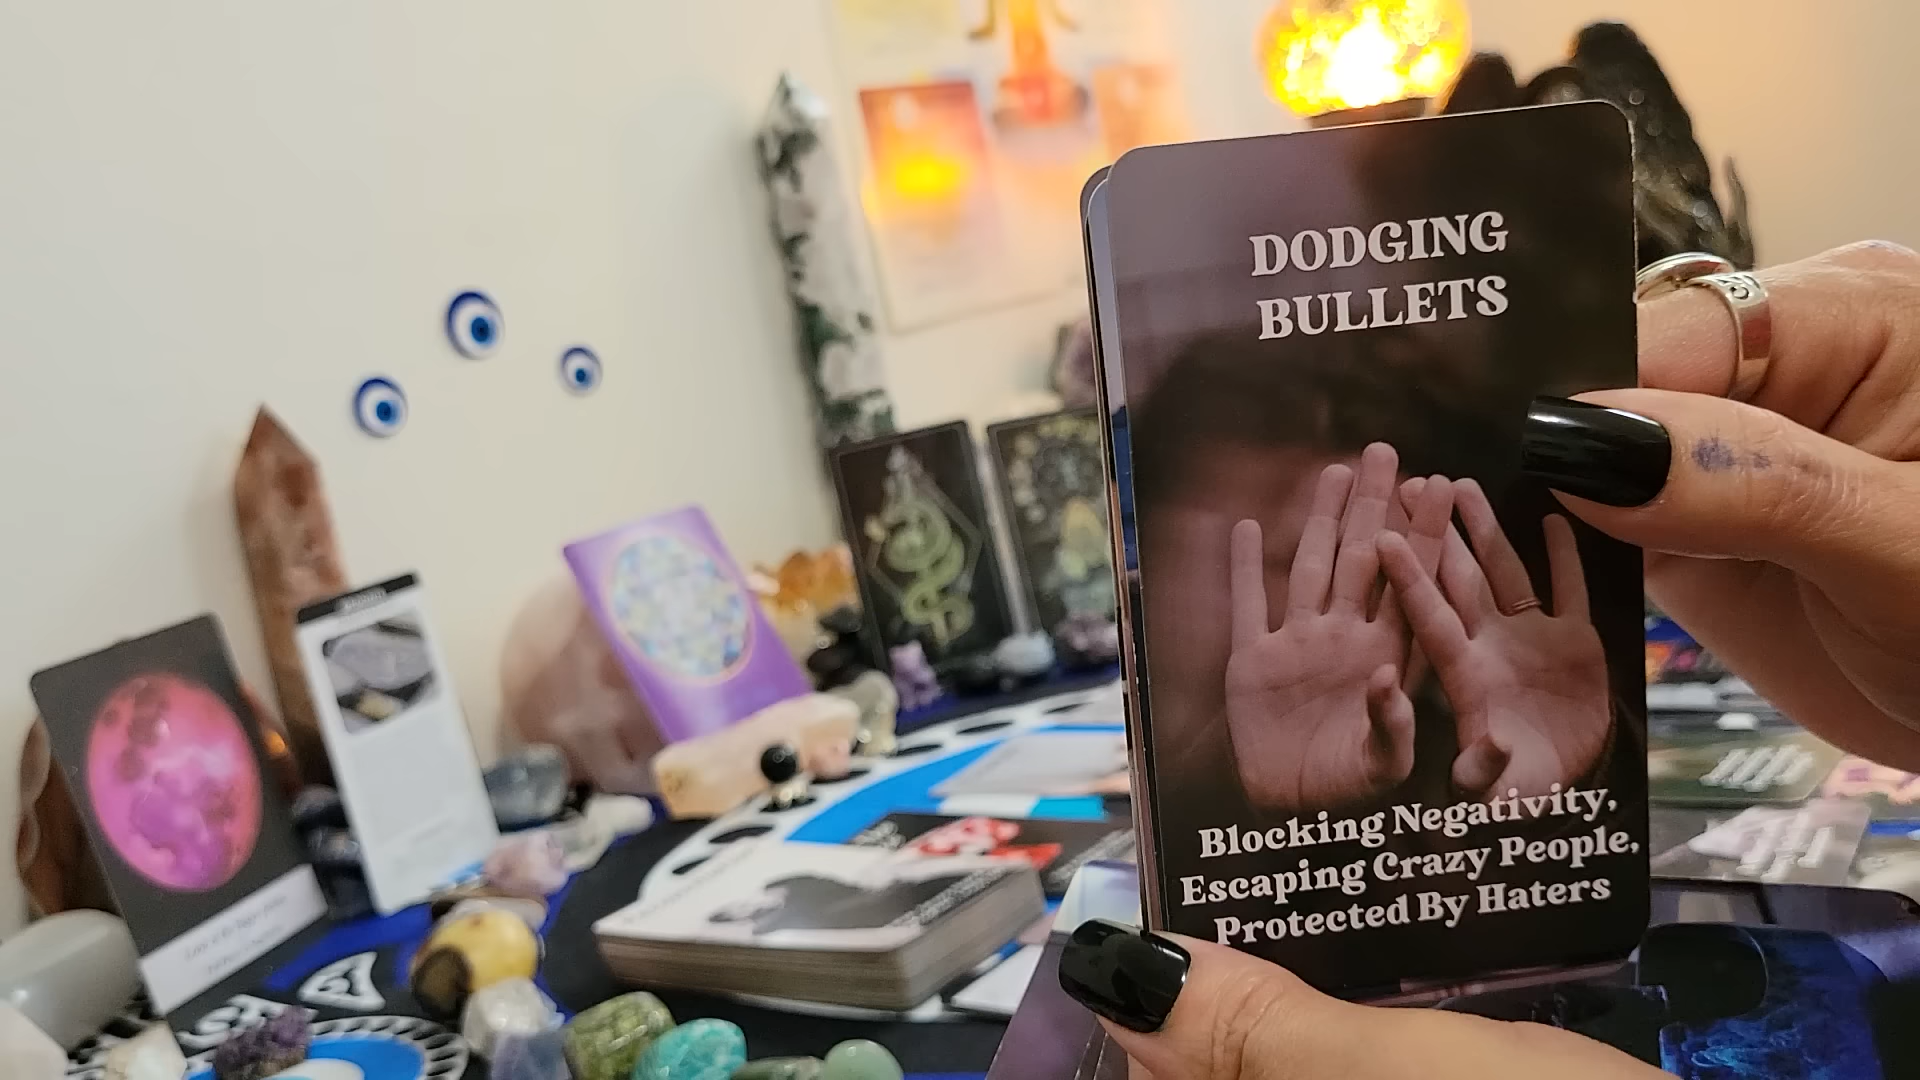 DODGING
BULLETS
Blocking Negativity,
Escaping Crazy People,
Protected By Haters